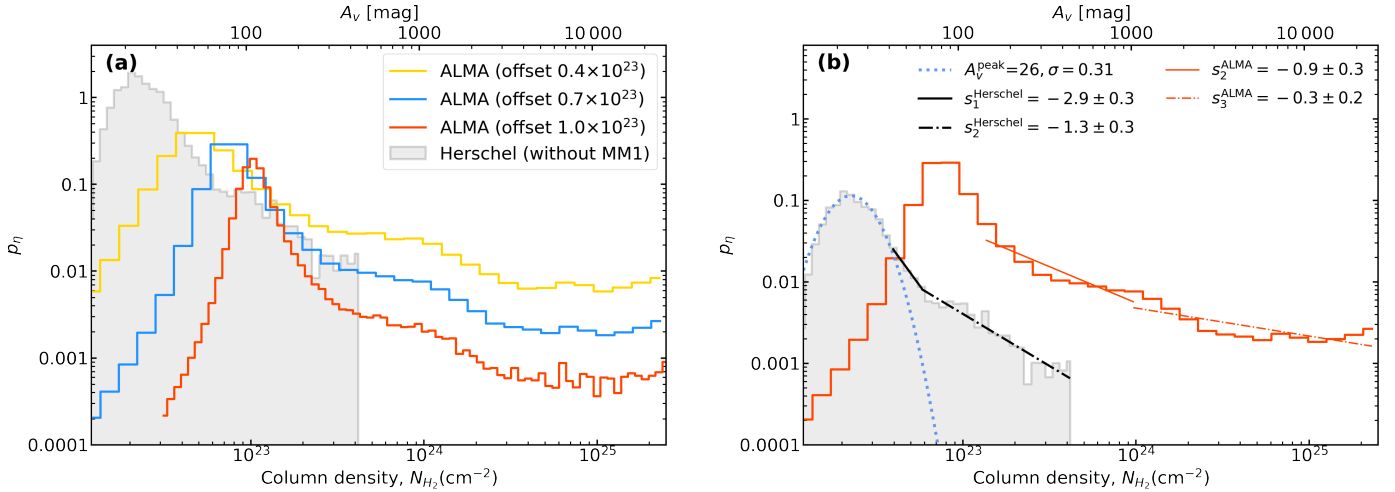 A_v [mag]
100 1000 10 000
(a)
ALMA (offset 0.4×10^23)
ALMA (offset 0.7×10^23)
ALMA (offset 1.0×10^23)
Herschel (without MM1)
1
0.1
0.01
0.001
0.0001
p_η
10^23 10^24 10^25
Column density, N_{H_2}(cm^{−2})
A_v [mag]
100 1000 10 000
(b)
A_v^{peak}=26, σ = 0.31
s_1^{Herschel} = −2.9 ± 0.3
s_2^{Herschel} = −1.3 ± 0.3
s_2^{ALMA} = −0.9 ± 0.3
s_3^{ALMA} = −0.3 ± 0.2
1
0.1
0.01
0.001
0.0001
p_η
10^23 10^24 10^25
Column density, N_{H_2}(cm^{−2})